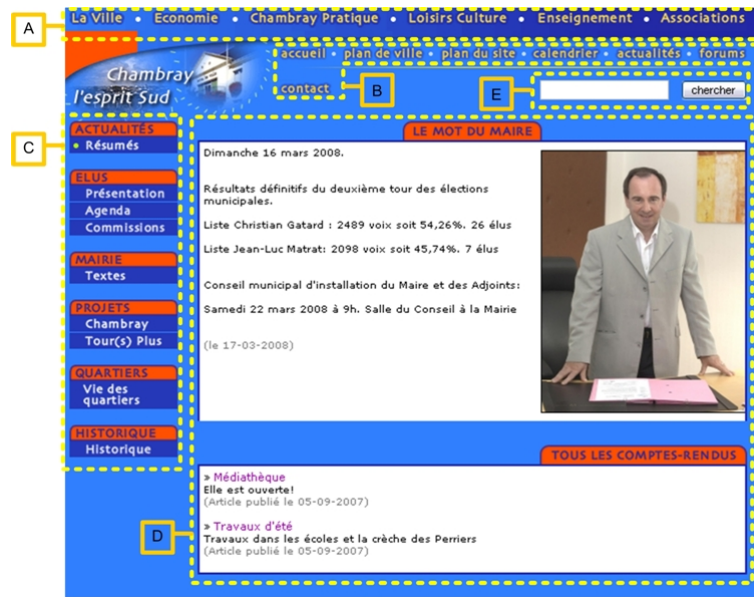 La Ville • Economie • Chambray Pratique • Loisirs Culture • Enseignement • Associations
A
accueil • plan de ville • plan du site • calendrier • actualités • forums
contact
B
E
chercher
Chambray
l'esprit Sud
C
ACTUALITÉS
• Résumés
ELUS
Présentation
Agenda
Commissions
MAIRIE
Textes
PROJETS
Chambray
Tour(s) Plus
QUARTIERS
Vie des
quartiers
HISTORIQUE
Historique
LE MOT DU MAIRE
Dimanche 16 mars 2008.
Résultats définitifs du deuxième tour des élections
municipales.
Liste Christian Gatard : 2489 voix soit 54,26%. 26 élus
Liste Jean-Luc Matrat: 2098 voix soit 45,74%. 7 élus
Conseil municipal d'installation du Maire et des Adjoints:
Samedi 22 mars 2008 à 9h. Salle du Conseil à la Mairie
(le 17-03-2008)
TOUS LES COMPTES-RENDUS
» Médiathèque
Elle est ouverte!
(Article publié le 05-09-2007)
D
» Travaux d'été
Travaux dans les écoles et la crèche des Perriers
(Article publié le 05-09-2007)